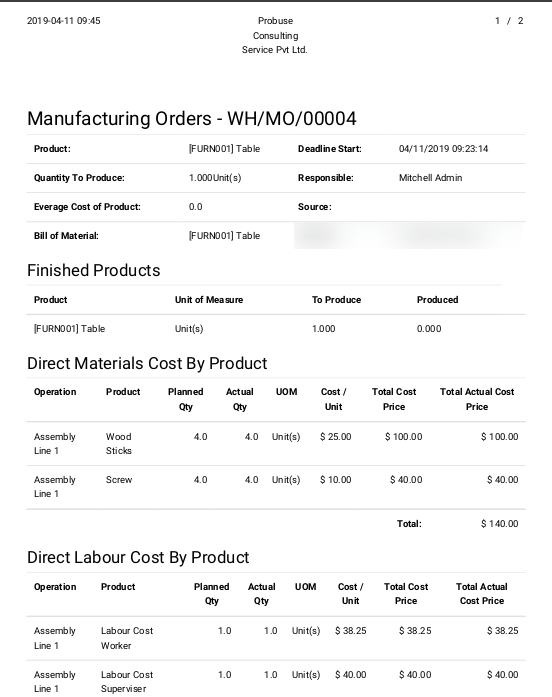 2019-04-11 09:45 Probuse 1 / 2
Consulting
Service Pvt Ltd.
Manufacturing Orders - WH/MO/00004
Product: [FURN001] Table Deadline Start: 04/11/2019 09:23:14
Quantity To Produce: 1.000Unit(s) Responsible: Mitchell Admin
Everage Cost of Product: 0.0 Source:
Bill of Material: [FURN001] Table
Finished Products
Product Unit of Measure To Produce Produced
[FURN001] Table Unit(s) 1.000 0.000
Direct Materials Cost By Product
Operation Product Planned Actual UOM Cost / Total Cost Total Actual Cost
Qty Qty Unit Price Price
Assembly Wood 4.0 4.0 Unit(s) $ 25.00 $ 100.00 $ 100.00
Line 1 Sticks
Assembly Screw 4.0 4.0 Unit(s) $ 10.00 $ 40.00 $ 40.00
Line 1
Total: $ 140.00
Direct Labour Cost By Product
Operation Product Planned Actual UOM Cost / Total Cost Total Actual
Qty Qty Unit Price Cost Price
Assembly Labour Cost 1.0 1.0 Unit(s) $ 38.25 $ 38.25 $ 38.25
Line 1 Worker
Assembly Labour Cost 1.0 1.0 Unit(s) $ 40.00 $ 40.00 $ 40.00
Line 1 Superviser